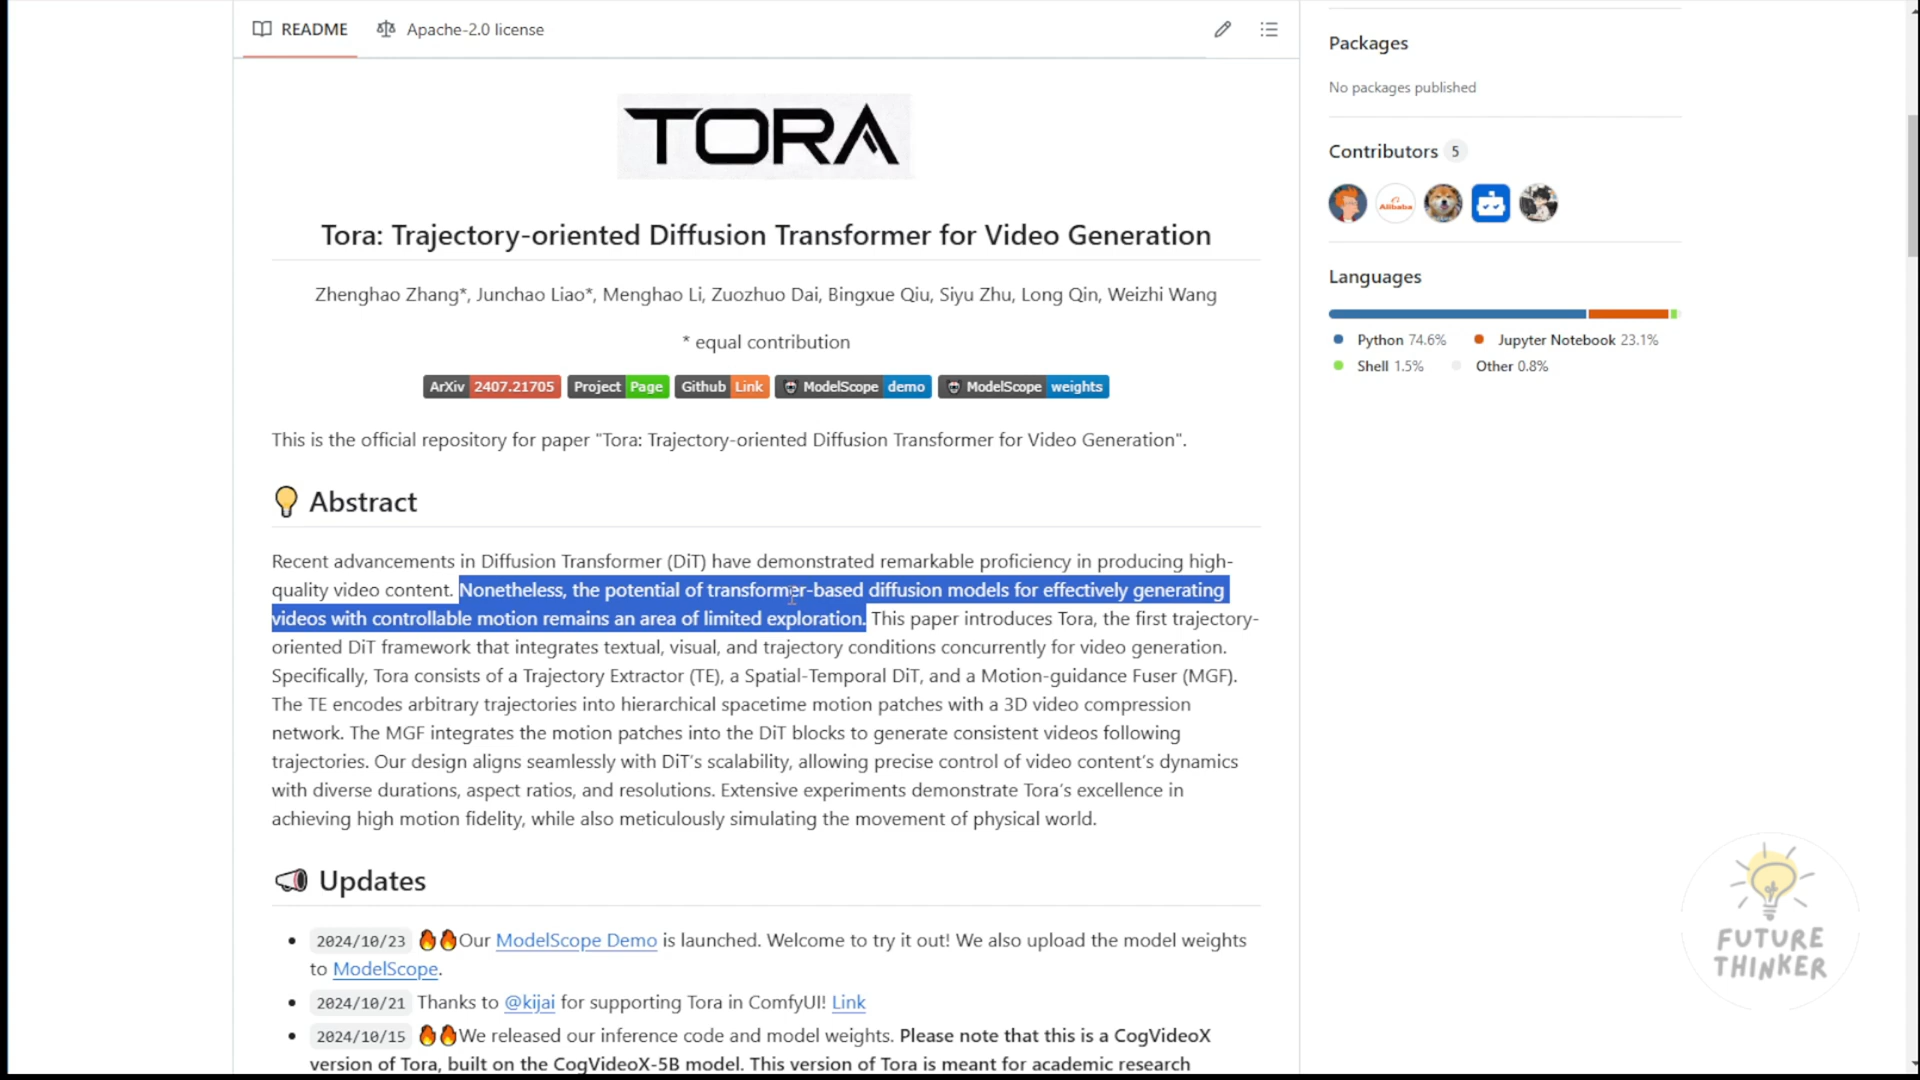 README
Apache-2.0 license
TORA
Tora: Trajectory-oriented Diffusion Transformer for Video Generation
Zhenghao Zhang*, Junchao Liao*, Menghao Li, Zuozhuo Dai, Bingxue Qiu, Siyu Zhu, Long Qin, Weizhi Wang
* equal contribution
ArXiv 2407.21705 Project Page Github Link ModelScope demo ModelScope weights
This is the official repository for paper "Tora: Trajectory-oriented Diffusion Transformer for Video Generation".
Abstract
Recent advancements in Diffusion Transformer (DiT) have demonstrated remarkable proficiency in producing high-
quality video content. Nonetheless, the potential of transformer-based diffusion models for effectively generating
videos with controllable motion remains an area of limited exploration. This paper introduces Tora, the first trajectory-
oriented DiT framework that integrates textual, visual, and trajectory conditions concurrently for video generation.
Specifically, Tora consists of a Trajectory Extractor (TE), a Spatial-Temporal DiT, and a Motion-guidance Fuser (MGF).
The TE encodes arbitrary trajectories into hierarchical spacetime motion patches with a 3D video compression
network. The MGF integrates the motion patches into the DiT blocks to generate consistent videos following
trajectories. Our design aligns seamlessly with DiT's scalability, allowing precise control of video content's dynamics
with diverse durations, aspect ratios, and resolutions. Extensive experiments demonstrate Tora's excellence in
achieving high motion fidelity, while also meticulously simulating the movement of physical world.
Updates
2024/10/23 🔥🔥Our ModelScope Demo is launched. Welcome to try it out! We also upload the model weights
to ModelScope.
2024/10/21 Thanks to @kijai for supporting Tora in ComfyUI! Link
2024/10/15 🔥🔥We released our inference code and model weights. Please note that this is a CogVideoX
version of Tora, built on the CogVideoX-5B model. This version of Tora is meant for academic research
Packages
No packages published
Contributors 5
Alibaba
Languages
Python 74.6% Jupyter Notebook 23.1%
Shell 1.5% Other 0.8%
FUTURE
THINKER